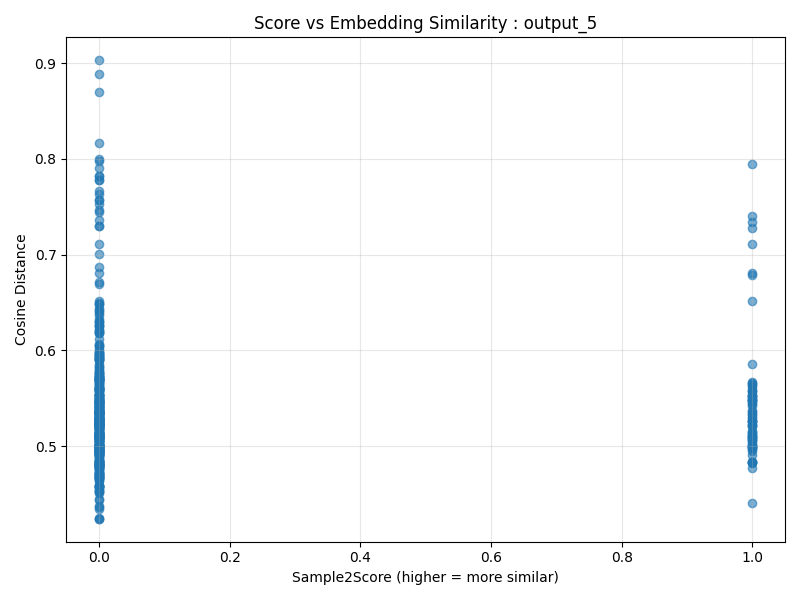 Score vs Embedding Similarity : output_5
Cosine Distance
0.9
0.8
0.7
0.6
0.5
0.0 0.2 0.4 0.6 0.8 1.0
Sample2Score (higher = more similar)